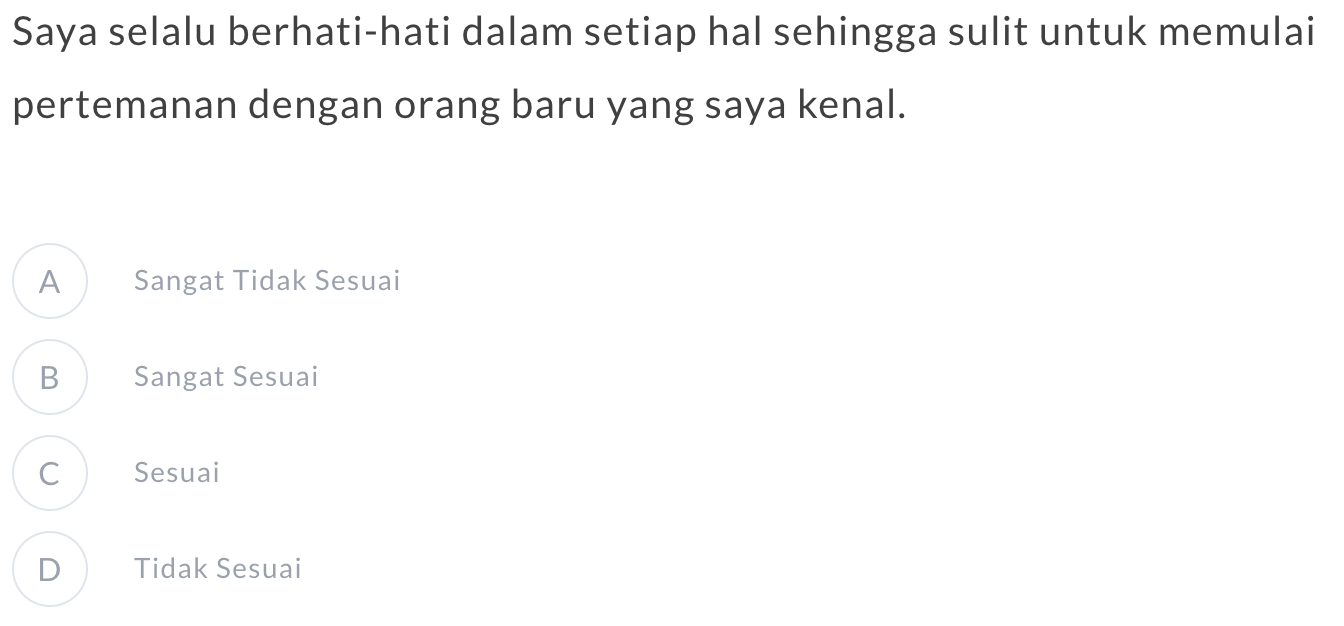 Saya selalu berhati-hati dalam setiap hal sehingga sulit untuk memulai
pertemanan dengan orang baru yang saya kenal.
A Sangat Tidak Sesuai
B Sangat Sesuai
C Sesuai
D Tidak Sesuai